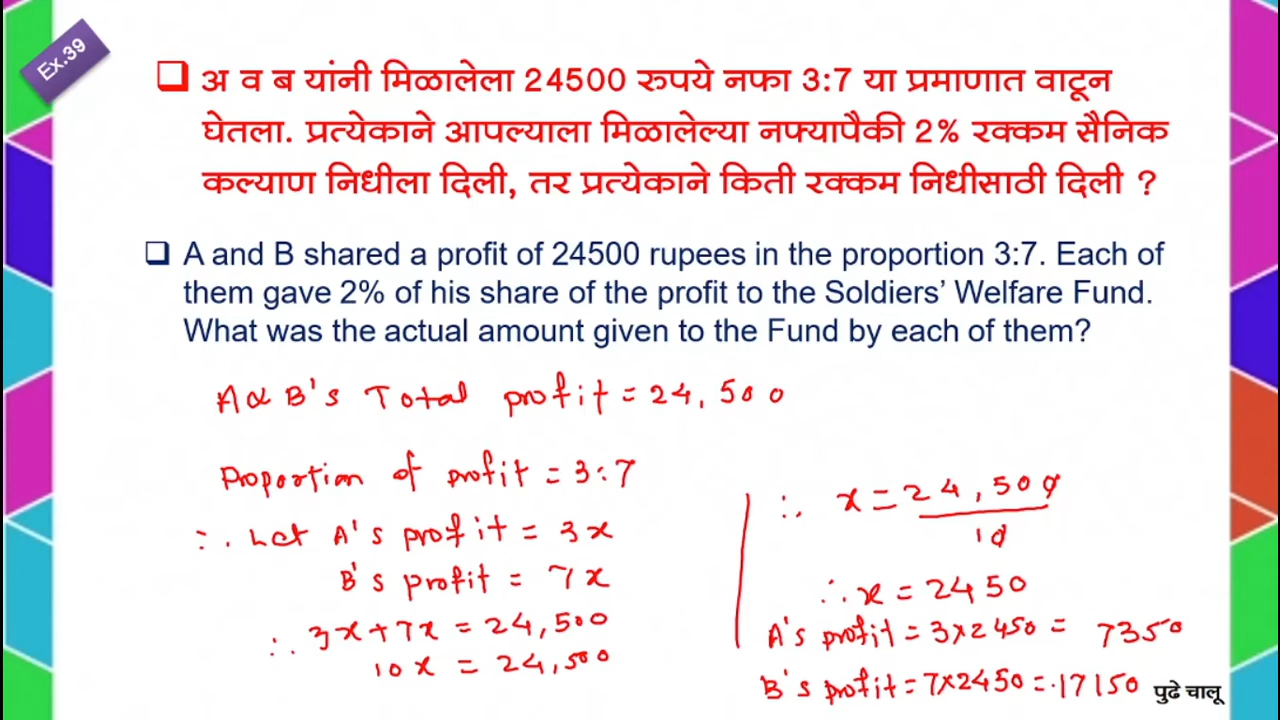 Ex.39
❑ अ व ब यांनी मिळालेला 24500 रुपये नफा 3:7 या प्रमाणात वाटून
घेतला. प्रत्येकाने आपल्याला मिळालेल्या नफ्यापैकी 2% रक्कम सैनिक
कल्याण निधीला दिली, तर प्रत्येकाने किती रक्कम निधीसाठी दिली ?
❑ A and B shared a profit of 24500 rupees in the proportion 3:7. Each of
them gave 2% of his share of the profit to the Soldiers’ Welfare Fund.
What was the actual amount given to the Fund by each of them?
A & B's Total profit = 24,500
Proportion of profit = 3:7
∴ Let A's profit = 3x
B's profit = 7x
∴ 3x+7x = 24,500
10x = 24,500
∴ x = 24,500
10
∴ x = 2450
A's profit = 3×2450 = 7350
B's profit = 7×2450 = 17150
पुढे चालू